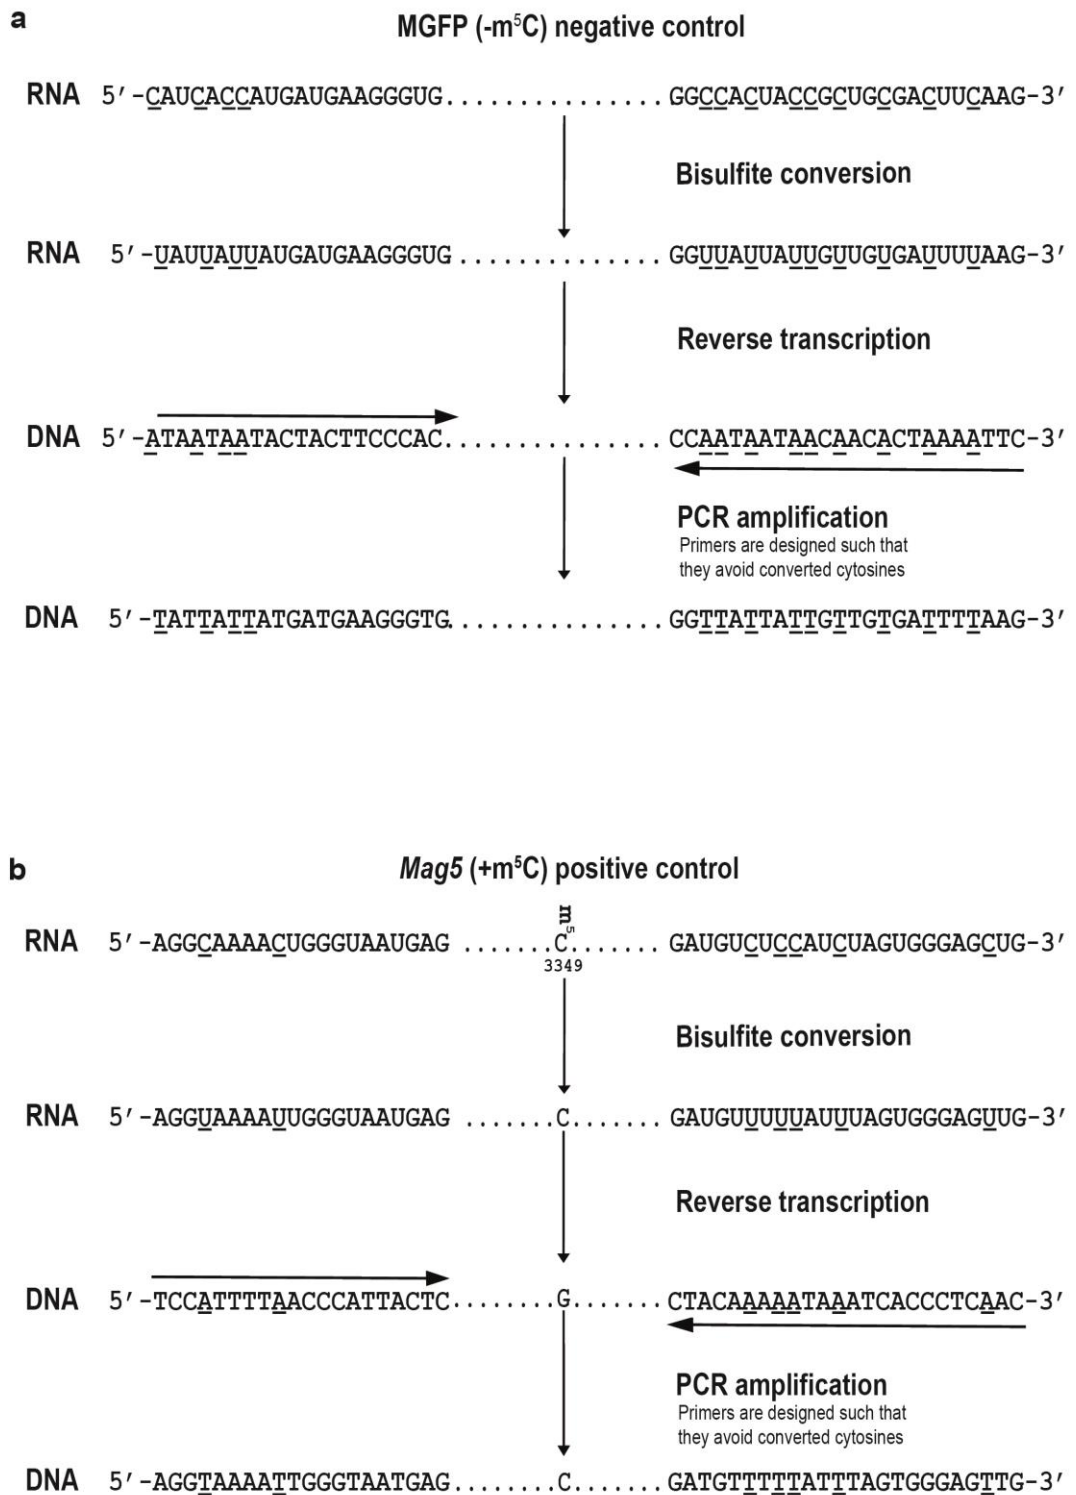 a
MGFP (-m⁵C) negative control
RNA 5'-CAUCACCAUGAUGAAGGGUG...............GGCCACUACCGCUGCGACUUCAAG-3'
Bisulfite conversion
RNA 5'-UAUUAUUAUGAUGAAGGGUG..............GGUUAUUAUUGUUGUGAUUUUAAG-3'
Reverse transcription
DNA 5'-ATAATAATACTACTTCCCAC................CCAATAATAACAACACTAAAATTC-3'
PCR amplification
Primers are designed such that
they avoid converted cytosines
DNA 5'-TATTATTATGATGAAGGGTG...............GGTTATTATTGTTGTGATTTTAAG-3'
b
Mag5 (+m⁵C) positive control
m⁵
RNA 5'-AGGCAAAACUGGGUAAUGAG .......C.......GAUGUCUCCAUCUAGUGGGAGCUG-3'
3349
Bisulfite conversion
RNA 5'-AGGUAAAAUUGGGUAAUGAG .......C.......GAUGUUUUUAUUUAGUGGGAGUUG-3'
Reverse transcription
DNA 5'-TCCATTTTAACCCATTACTC........G.......CTACAAAAATAAATCACCCTCAAC-3'
PCR amplification
Primers are designed such that
they avoid converted cytosines
DNA 5'-AGGTAAAATTGGGTAATGAG........C.......GATGTTTTTATTTAGTGGGAGTTG-3'